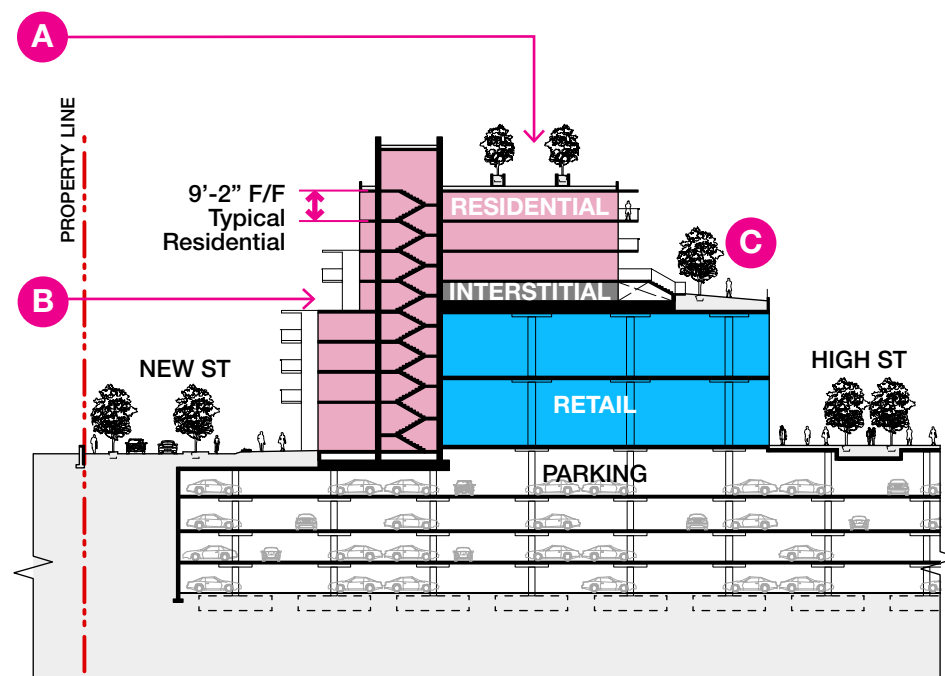 A
PROPERTY LINE
9’-2” F/F
Typical
Residential
RESIDENTIAL
C
B
INTERSTITIAL
NEW ST
HIGH ST
RETAIL
PARKING